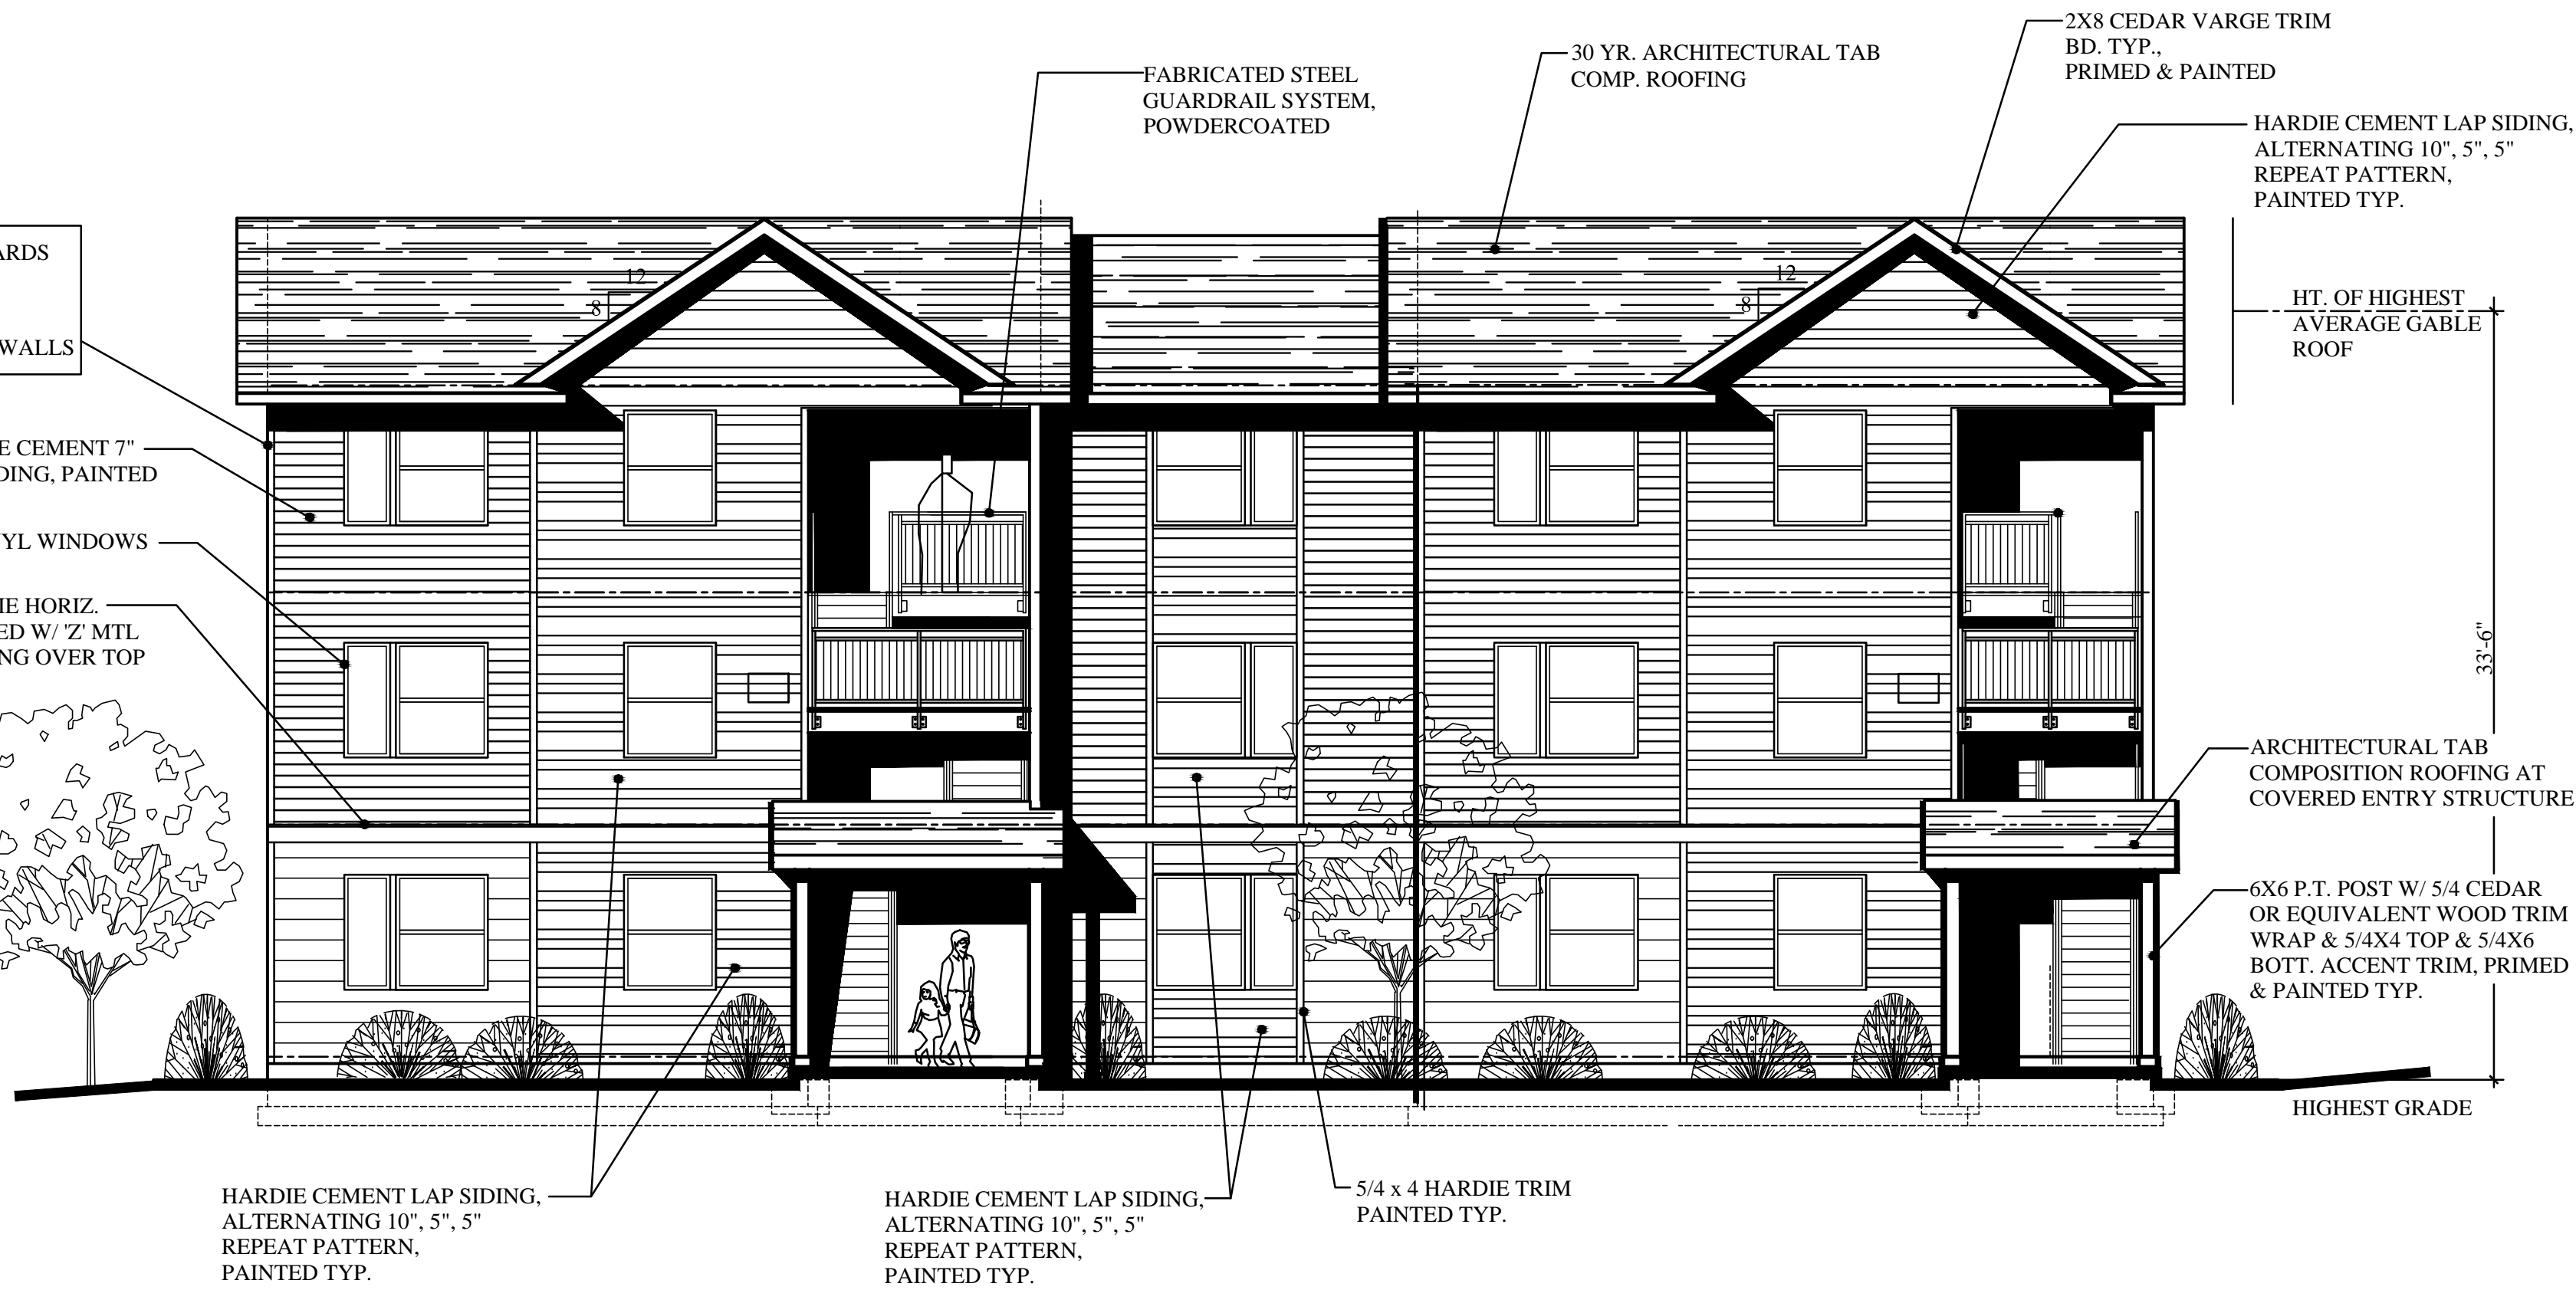 2X8 CEDAR VARGE TRIM
BD. TYP.,
PRIMED & PAINTED
30 YR. ARCHITECTURAL TAB
COMP. ROOFING
FABRICATED STEEL
GUARDRAIL SYSTEM,
POWDERCOATED
HARDIE CEMENT LAP SIDING,
ALTERNATING 10", 5", 5"
REPEAT PATTERN,
PAINTED TYP.
ARDS
WALLS
12
8
12
8
HT. OF HIGHEST
AVERAGE GABLE
ROOF
E CEMENT 7"
DING, PAINTED
YL WINDOWS
IE HORIZ.
ED W/ 'Z' MTL
NG OVER TOP
33'-6"
ARCHITECTURAL TAB
COMPOSITION ROOFING AT
COVERED ENTRY STRUCTURE
6X6 P.T. POST W/ 5/4 CEDAR
OR EQUIVALENT WOOD TRIM
WRAP & 5/4X4 TOP & 5/4X6
BOTT. ACCENT TRIM, PRIMED
& PAINTED TYP.
HIGHEST GRADE
HARDIE CEMENT LAP SIDING,
ALTERNATING 10", 5", 5"
REPEAT PATTERN,
PAINTED TYP.
HARDIE CEMENT LAP SIDING,
ALTERNATING 10", 5", 5"
REPEAT PATTERN,
PAINTED TYP.
5/4 x 4 HARDIE TRIM
PAINTED TYP.